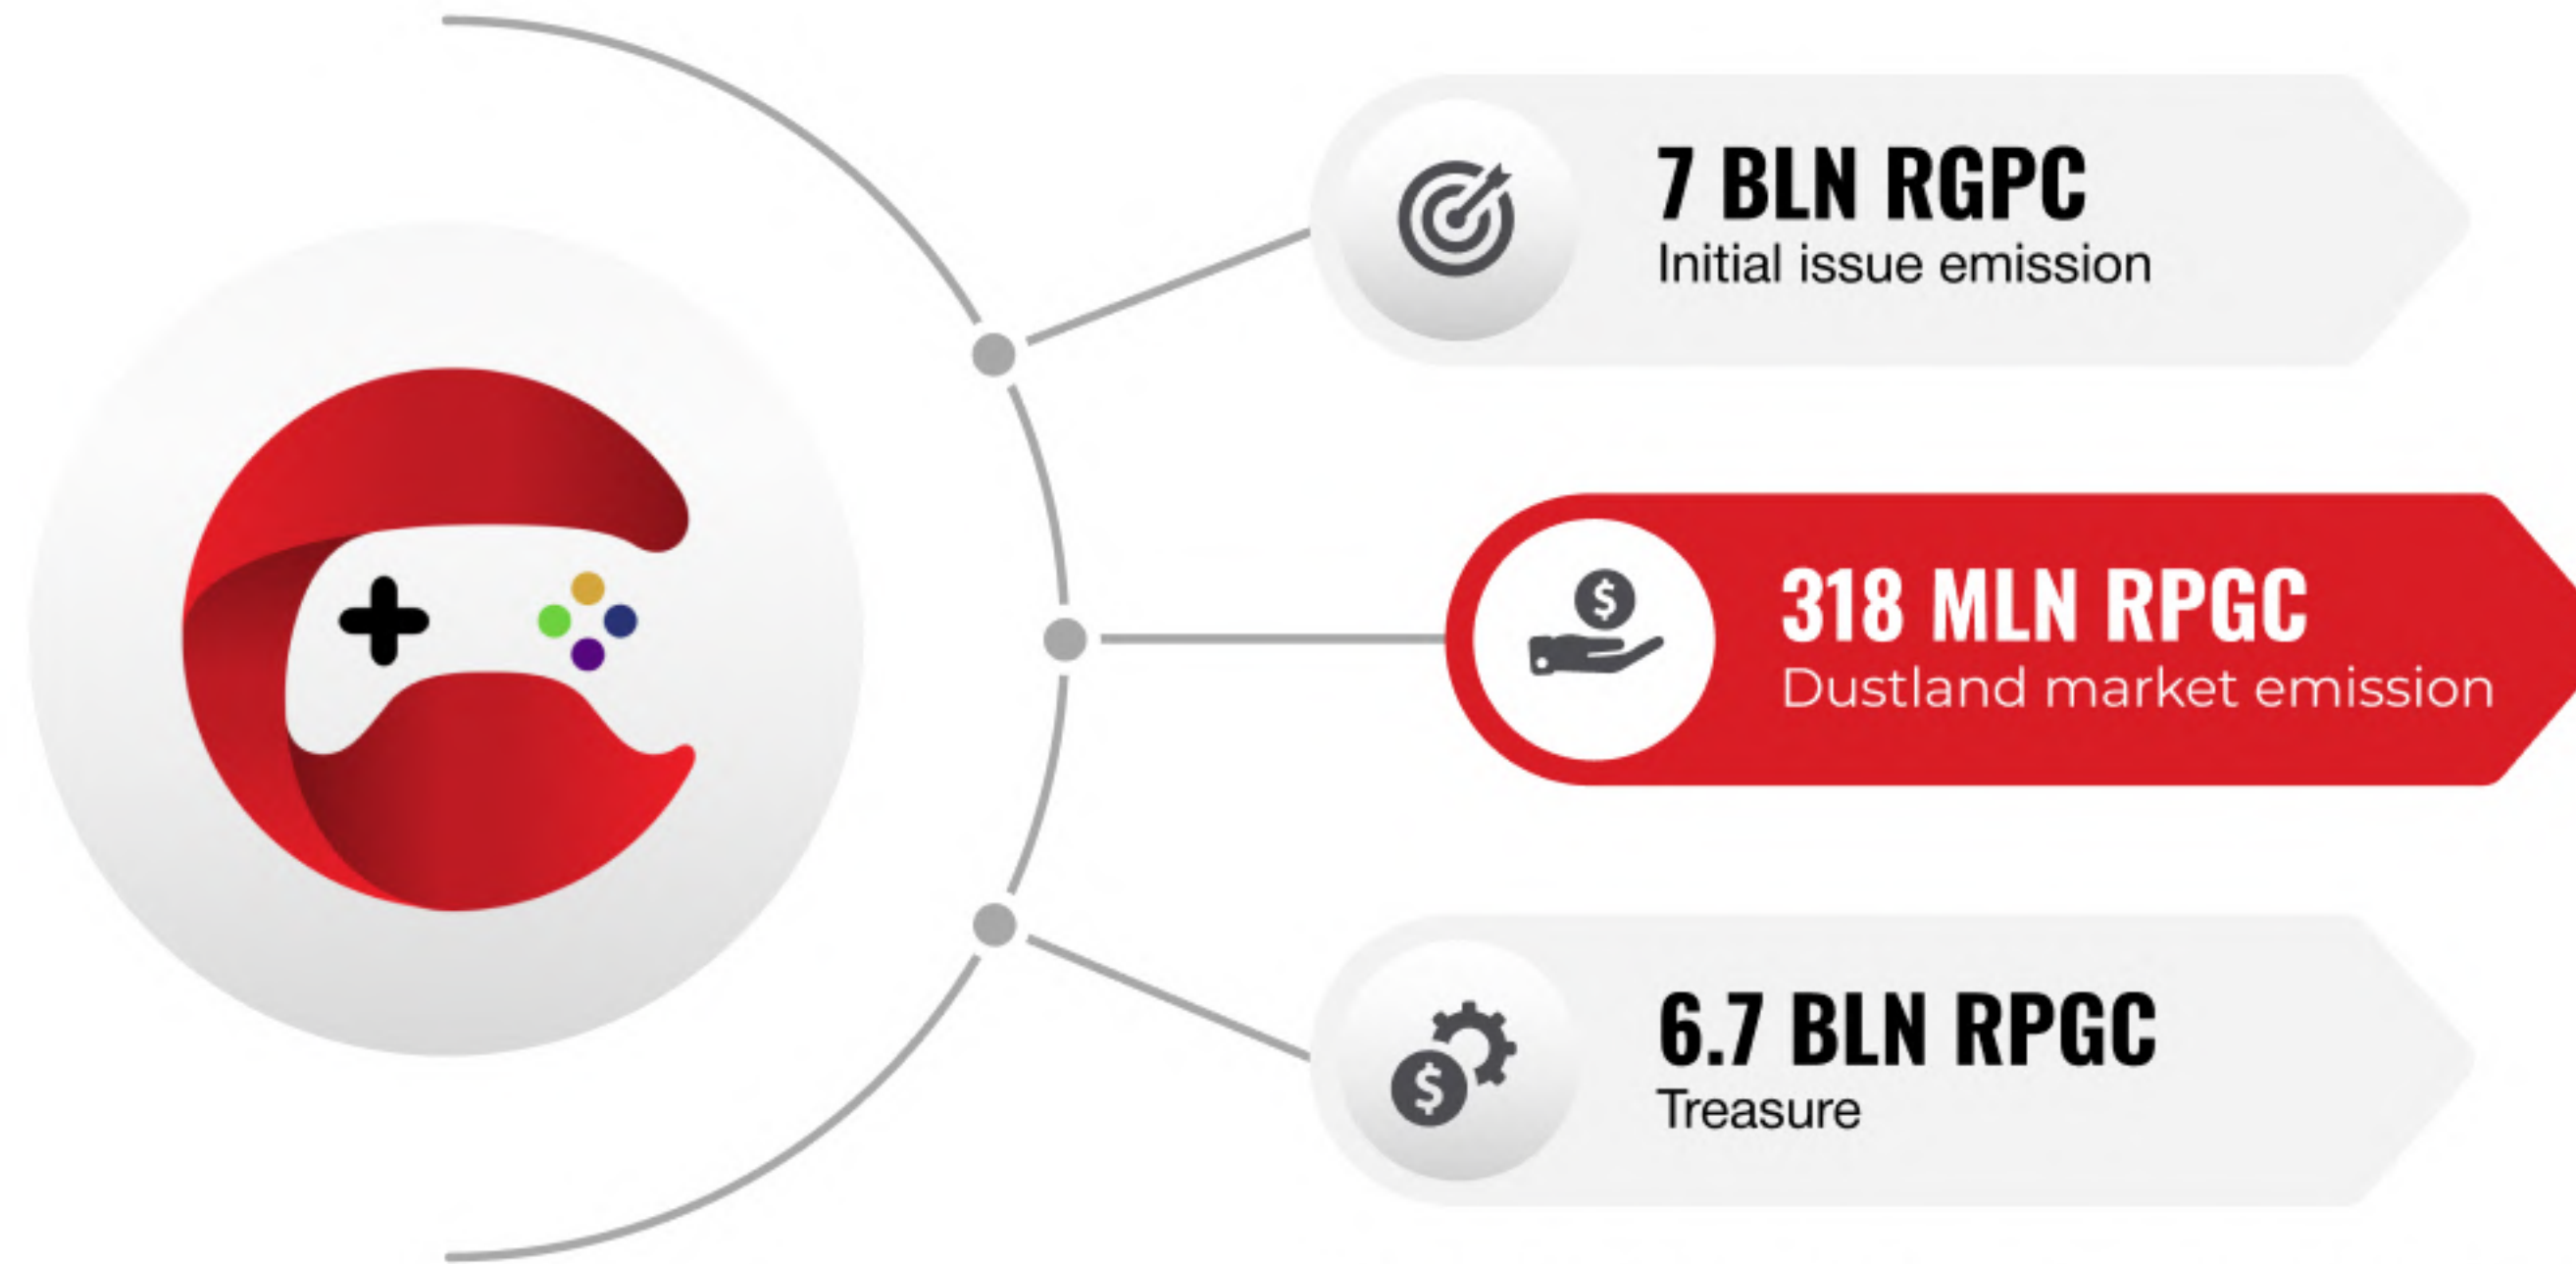 7 BLN RGPC
Initial issue emission
318 MLN RPGC
Dustland market emission
6.7 BLN RPGC
Treasure